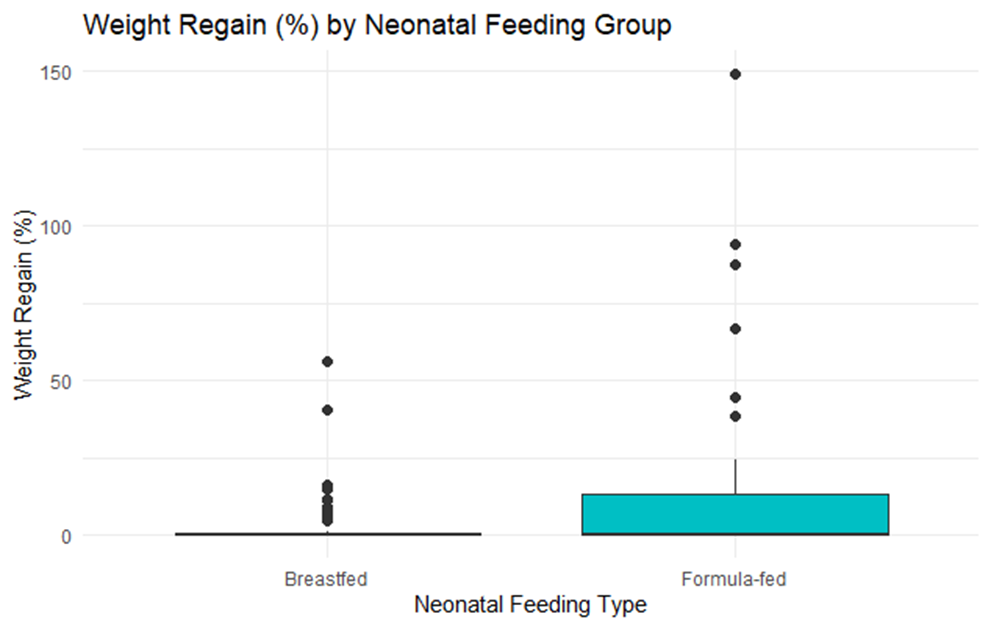 Weight Regain (%) by Neonatal Feeding Group
Weight Regain (%)
150
100
50
0
Breastfed
Formula-fed
Neonatal Feeding Type